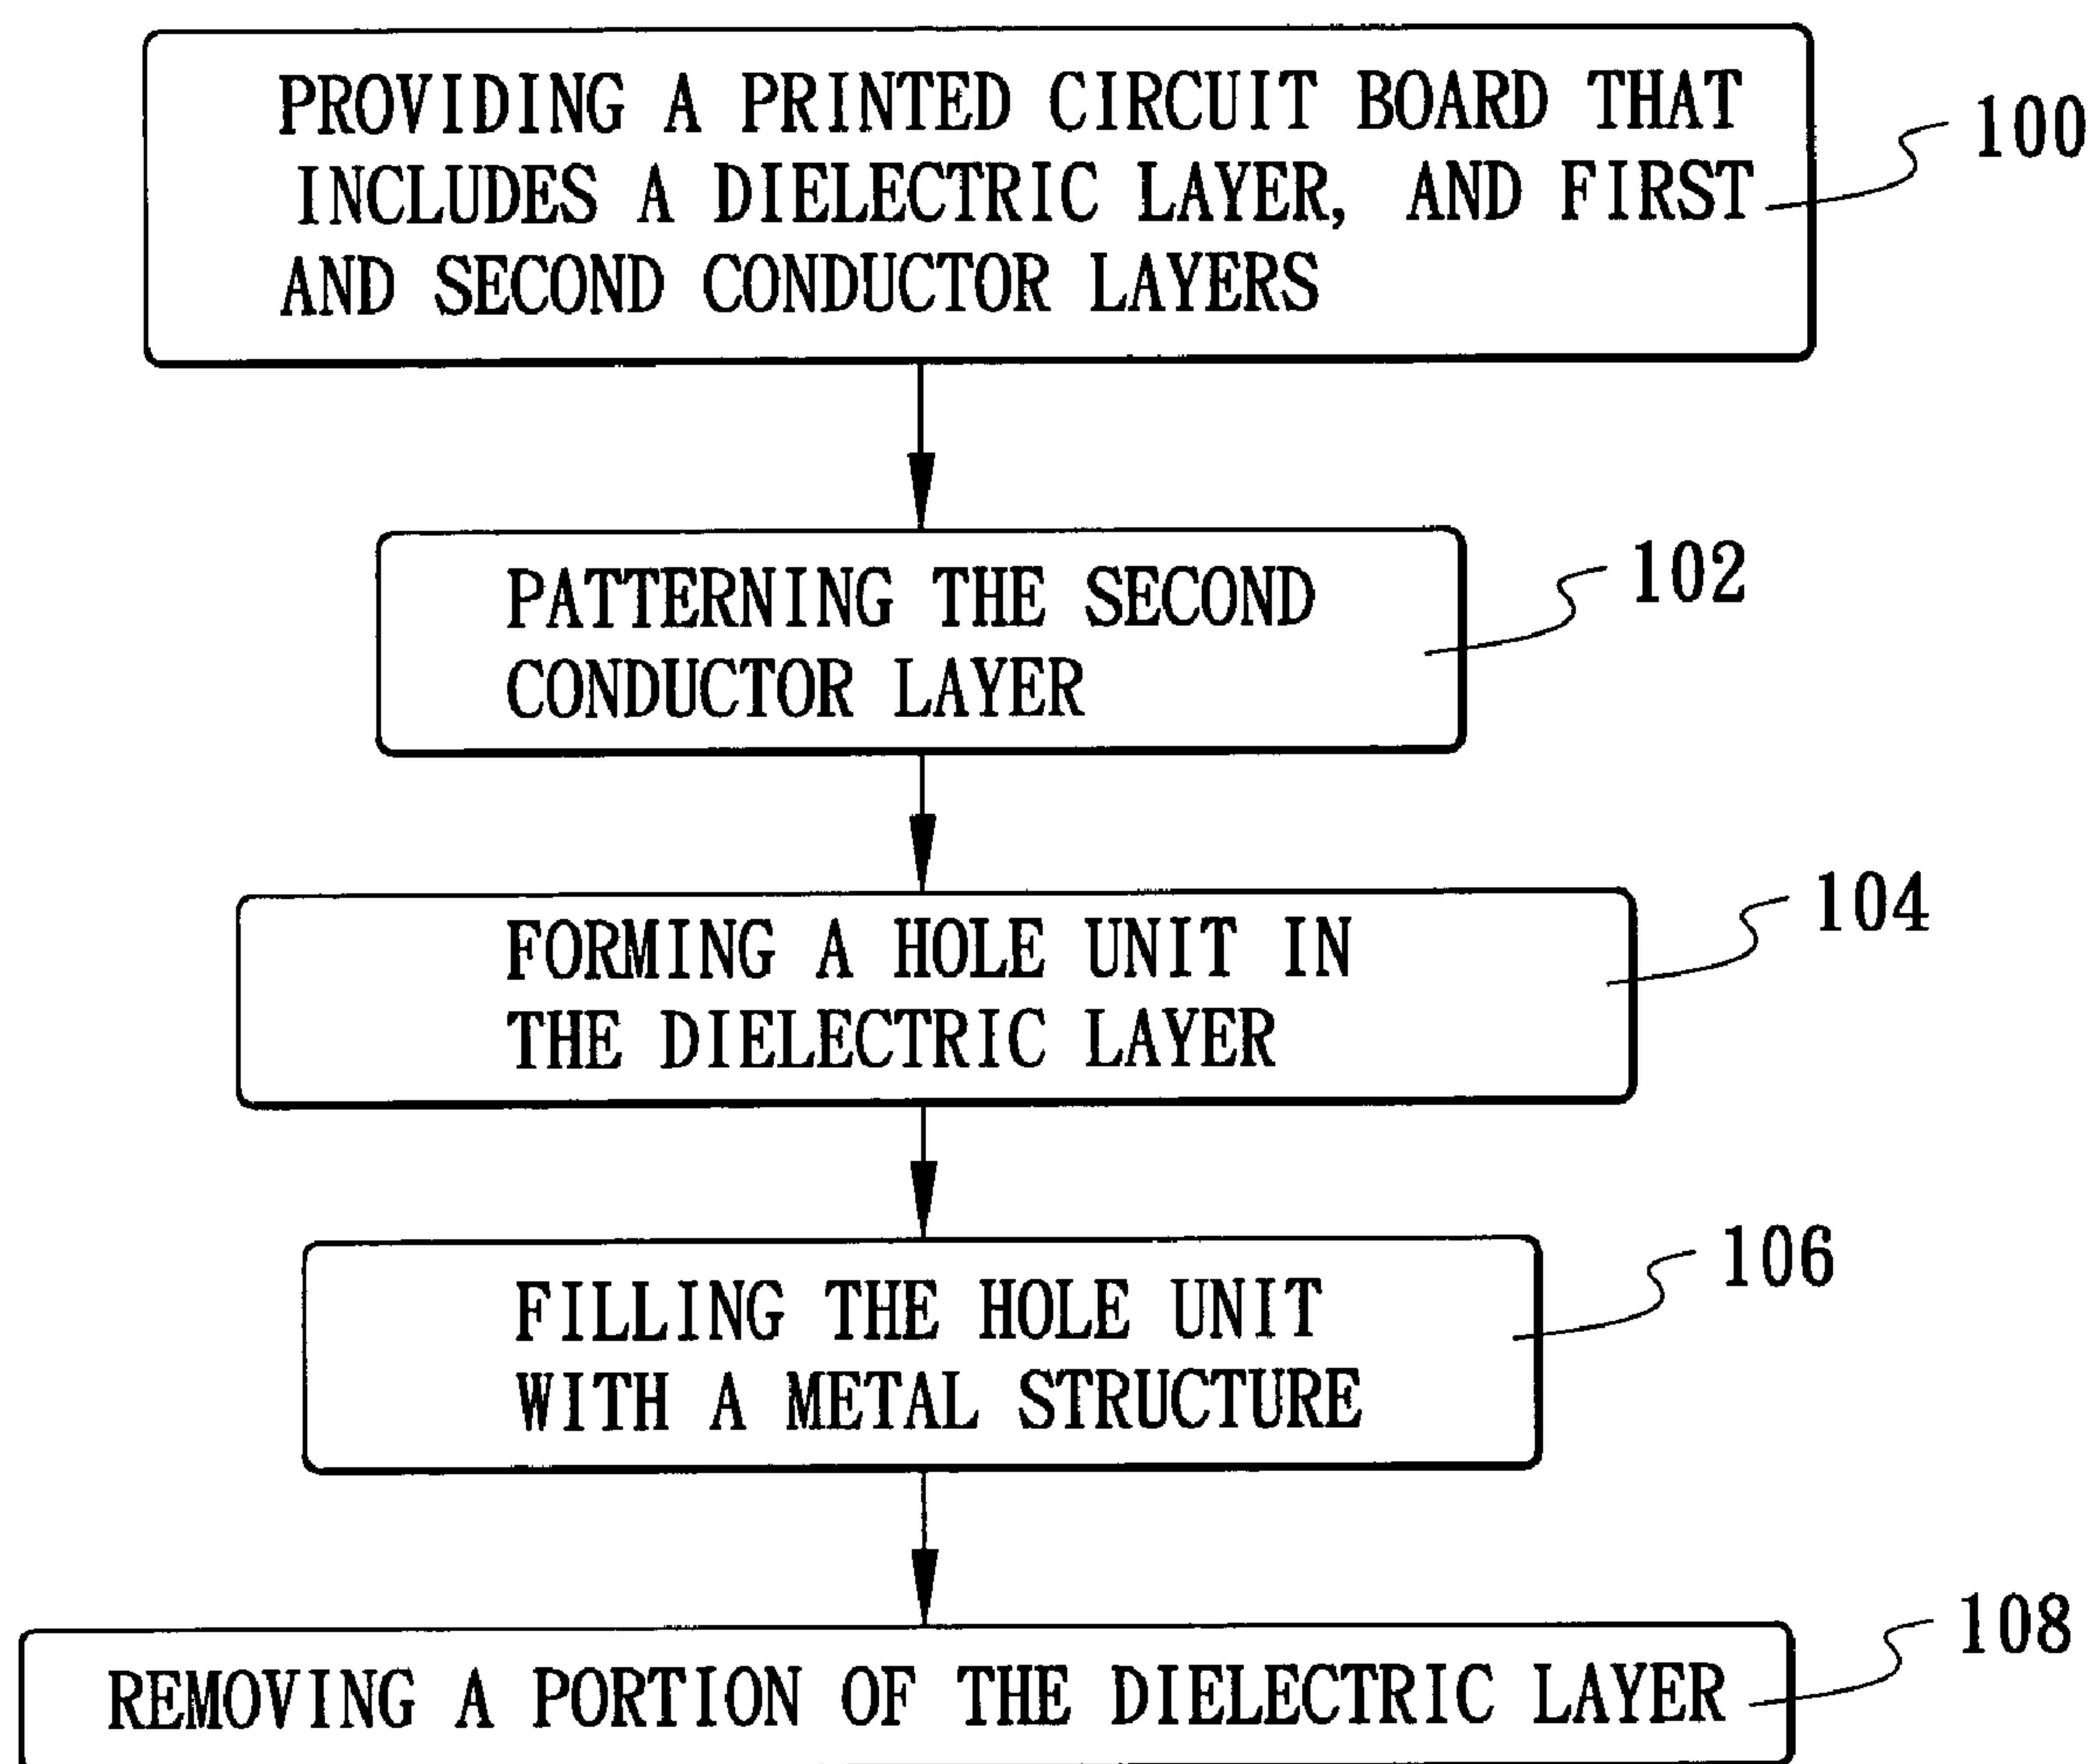 PROVIDING A PRINTED CIRCUIT BOARD THAT
INCLUDES A DIELECTRIC LAYER, AND FIRST
AND SECOND CONDUCTOR LAYERS
100
PATTERNING THE SECOND
CONDUCTOR LAYER
102
FORMING A HOLE UNIT IN
THE DIELECTRIC LAYER
104
FILLING THE HOLE UNIT
WITH A METAL STRUCTURE
106
REMOVING A PORTION OF THE DIELECTRIC LAYER
108